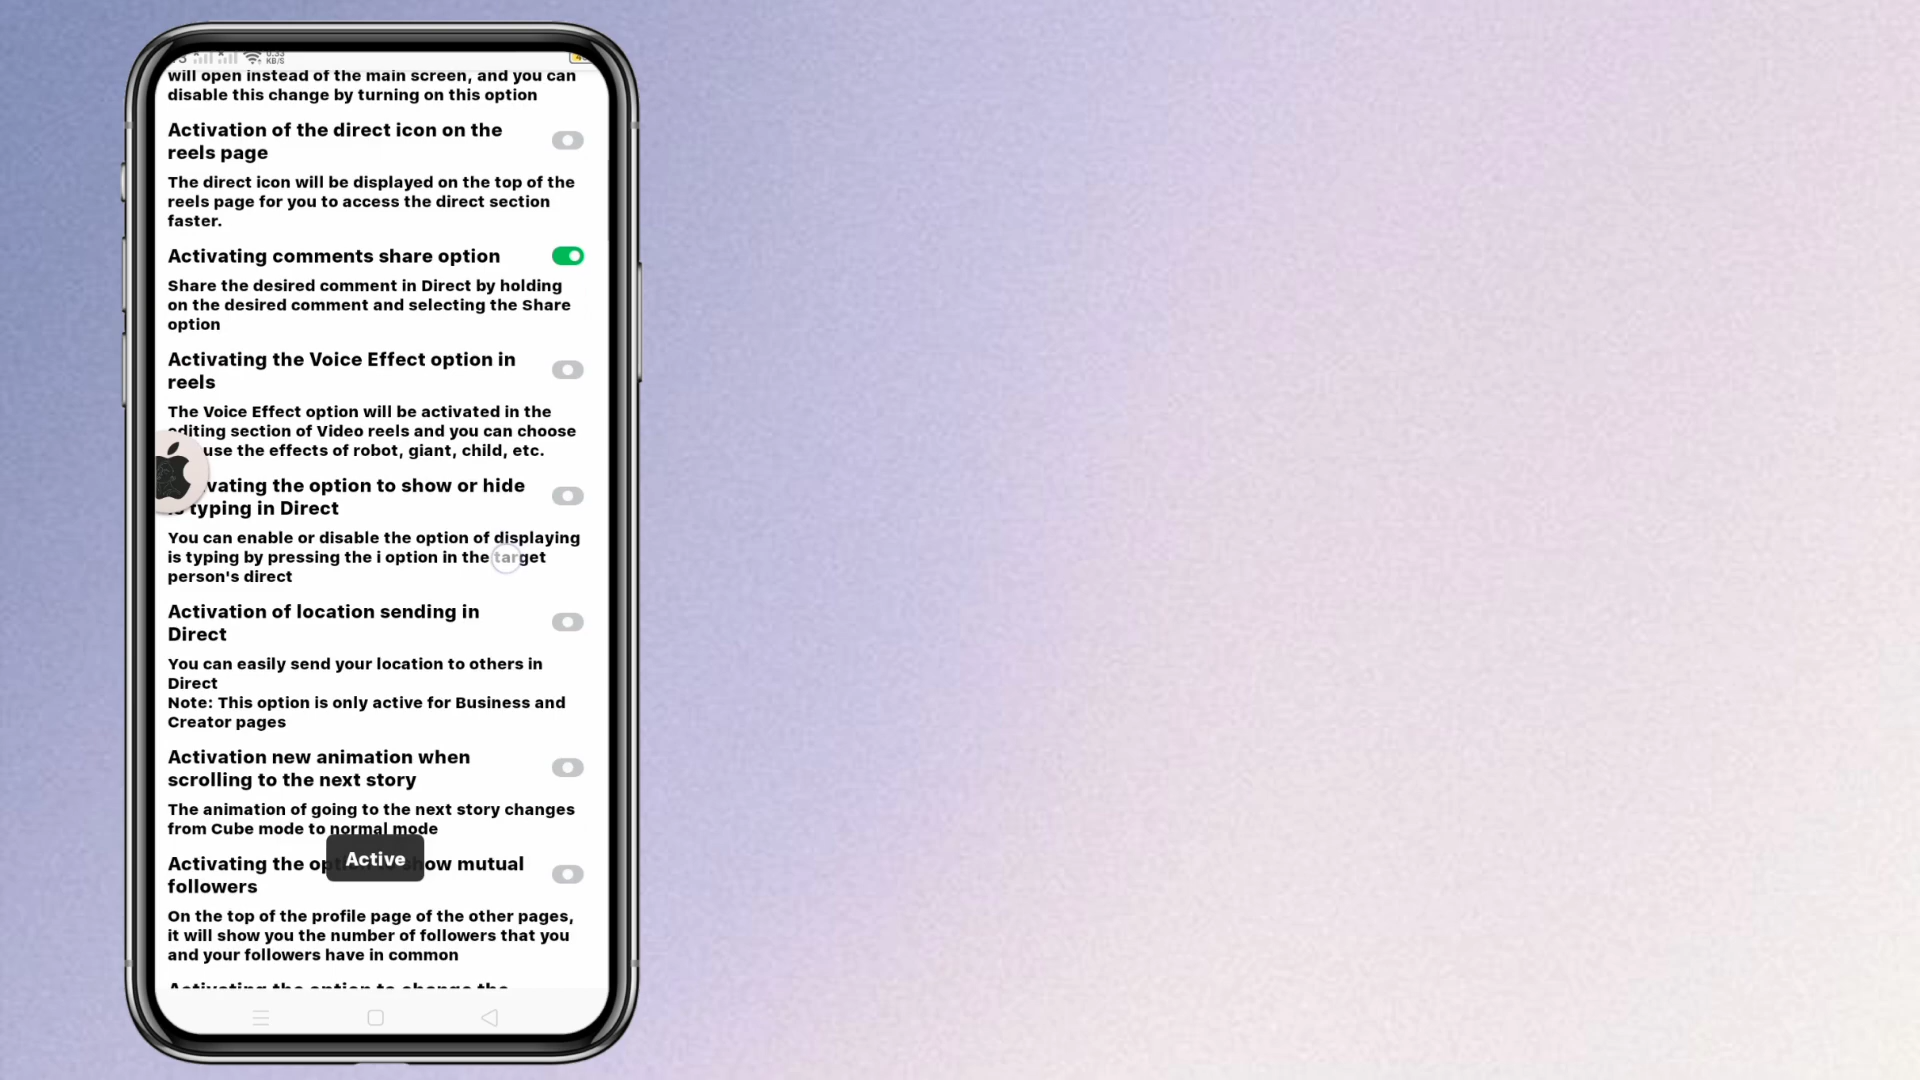 KB/S
will open instead of the main screen, and you can
disable this change by turning on this option
Activation of the direct icon on the
reels page
The direct icon will be displayed on the top of the
reels page for you to access the direct section
faster.
Activating comments share option
Share the desired comment in Direct by holding
on the desired comment and selecting the Share
option
Activating the Voice Effect option in
reels
The Voice Effect option will be activated in the
editing section of Video reels and you can choose
use the effects of robot, giant, child, etc.
vating the option to show or hide
typing in Direct
You can enable or disable the option of displaying
is typing by pressing the i option in the target
person's direct
Activation of location sending in
Direct
You can easily send your location to others in
Direct
Note: This option is only active for Business and
Creator pages
Activation new animation when
scrolling to the next story
The animation of going to the next story changes
from Cube mode to normal mode
Active
Activating the show mutual
followers
On the top of the profile page of the other pages,
it will show you the number of followers that you
and your followers have in common
Activating the option to change the